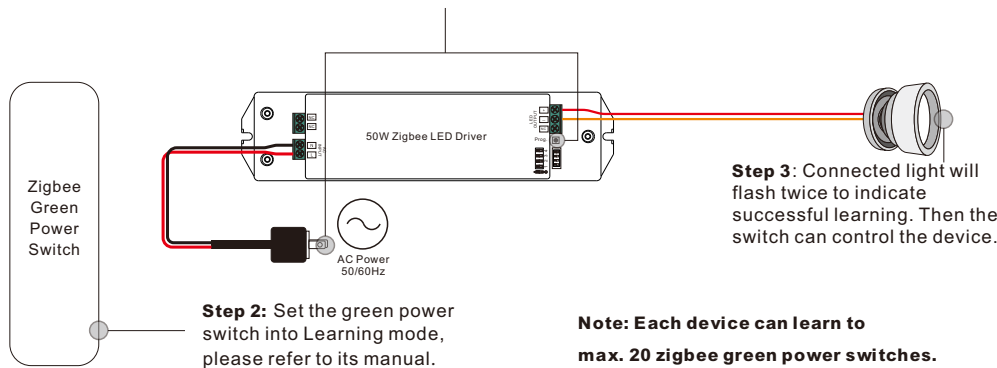 50W Zigbee LED Driver
LED
OUTPUT
Prog.
Zigbee
Green
Power
Switch
AC Power
50/60Hz
Step 3: Connected light will
flash twice to indicate
successful learning. Then the
switch can control the device.
Step 2: Set the green power
switch into Learning mode,
please refer to its manual.
Note: Each device can learn to
max. 20 zigbee green power switches.